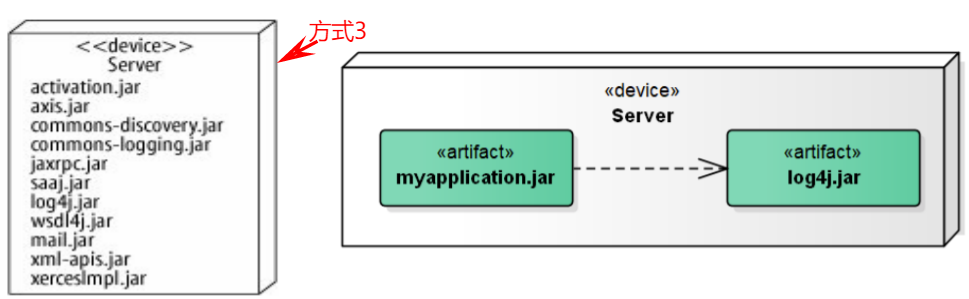 方式3
<<device>>
Server
activation.jar
axis.jar
commons-discovery.jar
commons-logging.jar
jaxrpc.jar
saaj.jar
log4j.jar
wsdl4j.jar
mail.jar
xml-apis.jar
xercesImpl.jar
«device»
Server
«artifact»
myapplication.jar
«artifact»
log4j.jar